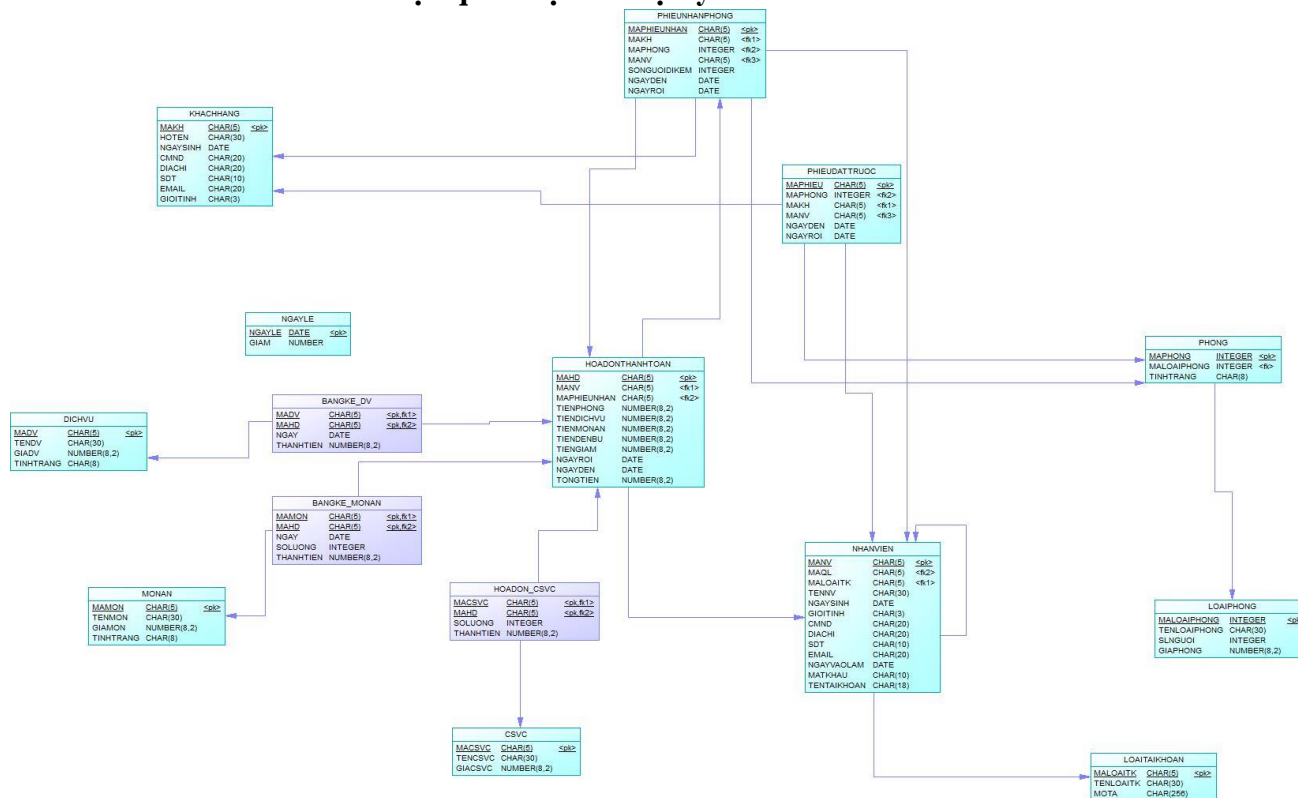 PHIEUNHANPHONG
MAPHIEUNHAN CHAR(5) <pk>
MAKH CHAR(5) <fk1>
MAPHONG INTEGER <fk2>
MANV CHAR(5) <fk3>
SONGUOIDIKEM INTEGER
NGAYDEN DATE
NGAYROI DATE
KHACHHANG
MAKH CHAR(5) <pk>
HOTEN CHAR(30)
NGAYSINH DATE
CMND CHAR(20)
DIACHI CHAR(20)
SDT CHAR(10)
EMAIL CHAR(20)
GIOITINH CHAR(3)
PHIEUDATTRUOC
MAPHIEU CHAR(5) <pk>
MAPHONG INTEGER <fk2>
MAKH CHAR(5) <fk1>
MANV CHAR(5) <fk3>
NGAYDEN DATE
NGAYROI DATE
NGAYLE
NGAYLE DATE <pk>
GIAM NUMBER
PHONG
MAPHONG INTEGER <pk>
MALOAIPHONG INTEGER <fk>
TINHTRANG CHAR(8)
HOADONTHANHTOAN
MAHD CHAR(5) <pk>
MANV CHAR(5) <fk1>
MAPHIEUNHAN CHAR(5) <fk2>
TIENPHONG NUMBER(8,2)
TIENDICHVU NUMBER(8,2)
TIENMONAN NUMBER(8,2)
TIENDENBU NUMBER(8,2)
TIENGIAM NUMBER(8,2)
NGAYROI DATE
NGAYDEN DATE
TONGTIEN NUMBER(8,2)
BANGKE_DV
MADV CHAR(5) <pk,fk1>
MAHD CHAR(5) <pk,fk2>
NGAY DATE
THANHTIEN NUMBER(8,2)
DICHVU
MADV CHAR(5) <pk>
TENDV CHAR(30)
GIADV NUMBER(8,2)
TINHTRANG CHAR(8)
BANGKE_MONAN
MAMON CHAR(5) <pk,fk1>
MAHD CHAR(5) <pk,fk2>
NGAY DATE
SOLUONG INTEGER
THANHTIEN NUMBER(8,2)
NHANVIEN
MANV CHAR(5) <pk>
MAQL CHAR(5) <fk2>
MALOAITK CHAR(5) <fk1>
TENNV CHAR(30)
NGAYSINH DATE
GIOITINH CHAR(3)
CMND CHAR(20)
DIACHI CHAR(20)
SDT CHAR(10)
EMAIL CHAR(20)
NGAYVAOLAM DATE
MATKHAU CHAR(10)
TENTAIKHOAN CHAR(18)
MONAN
MAMON CHAR(5) <pk>
TENMON CHAR(30)
GIAMON NUMBER(8,2)
TINHTRANG CHAR(8)
HOADON_CSVC
MACSVC CHAR(5) <pk,fk1>
MAHD CHAR(5) <pk,fk2>
SOLUONG INTEGER
THANHTIEN NUMBER(8,2)
LOAIPHONG
MALOAIPHONG INTEGER <pk
TENLOAIPHONG CHAR(30)
SLNGUOI INTEGER
GIAPHONG NUMBER(8,2)
CSVC
MACSVC CHAR(5) <pk>
TENCSVC CHAR(30)
GIACSVC NUMBER(8,2)
LOAITAIKHOAN
MALOAITK CHAR(5) <pk>
TENLOAITK CHAR(30)
MOTA CHAR(256)